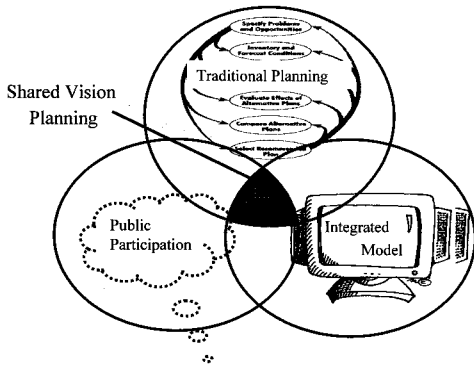 Specify Problems
and Opportunities
Inventory and
Forecast Conditions
Traditional Planning
Shared Vision
Planning
Evaluate Effects of
Alternative Plans
Compare Alternative
Plans
Select Recommended
Plan
Public
Participation
Integrated
Model